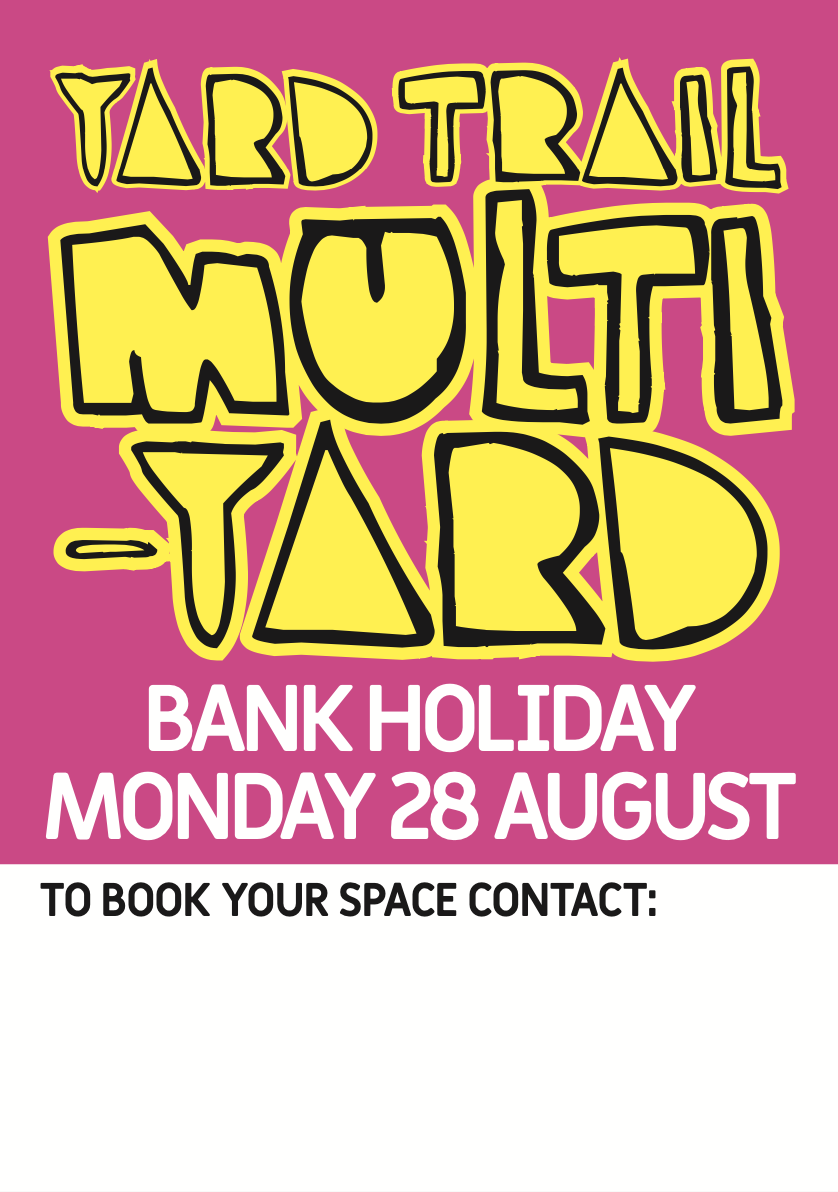 YARD TRAIL
MULTI
-YARD
BANK HOLIDAY
MONDAY 28 AUGUST
TO BOOK YOUR SPACE CONTACT: